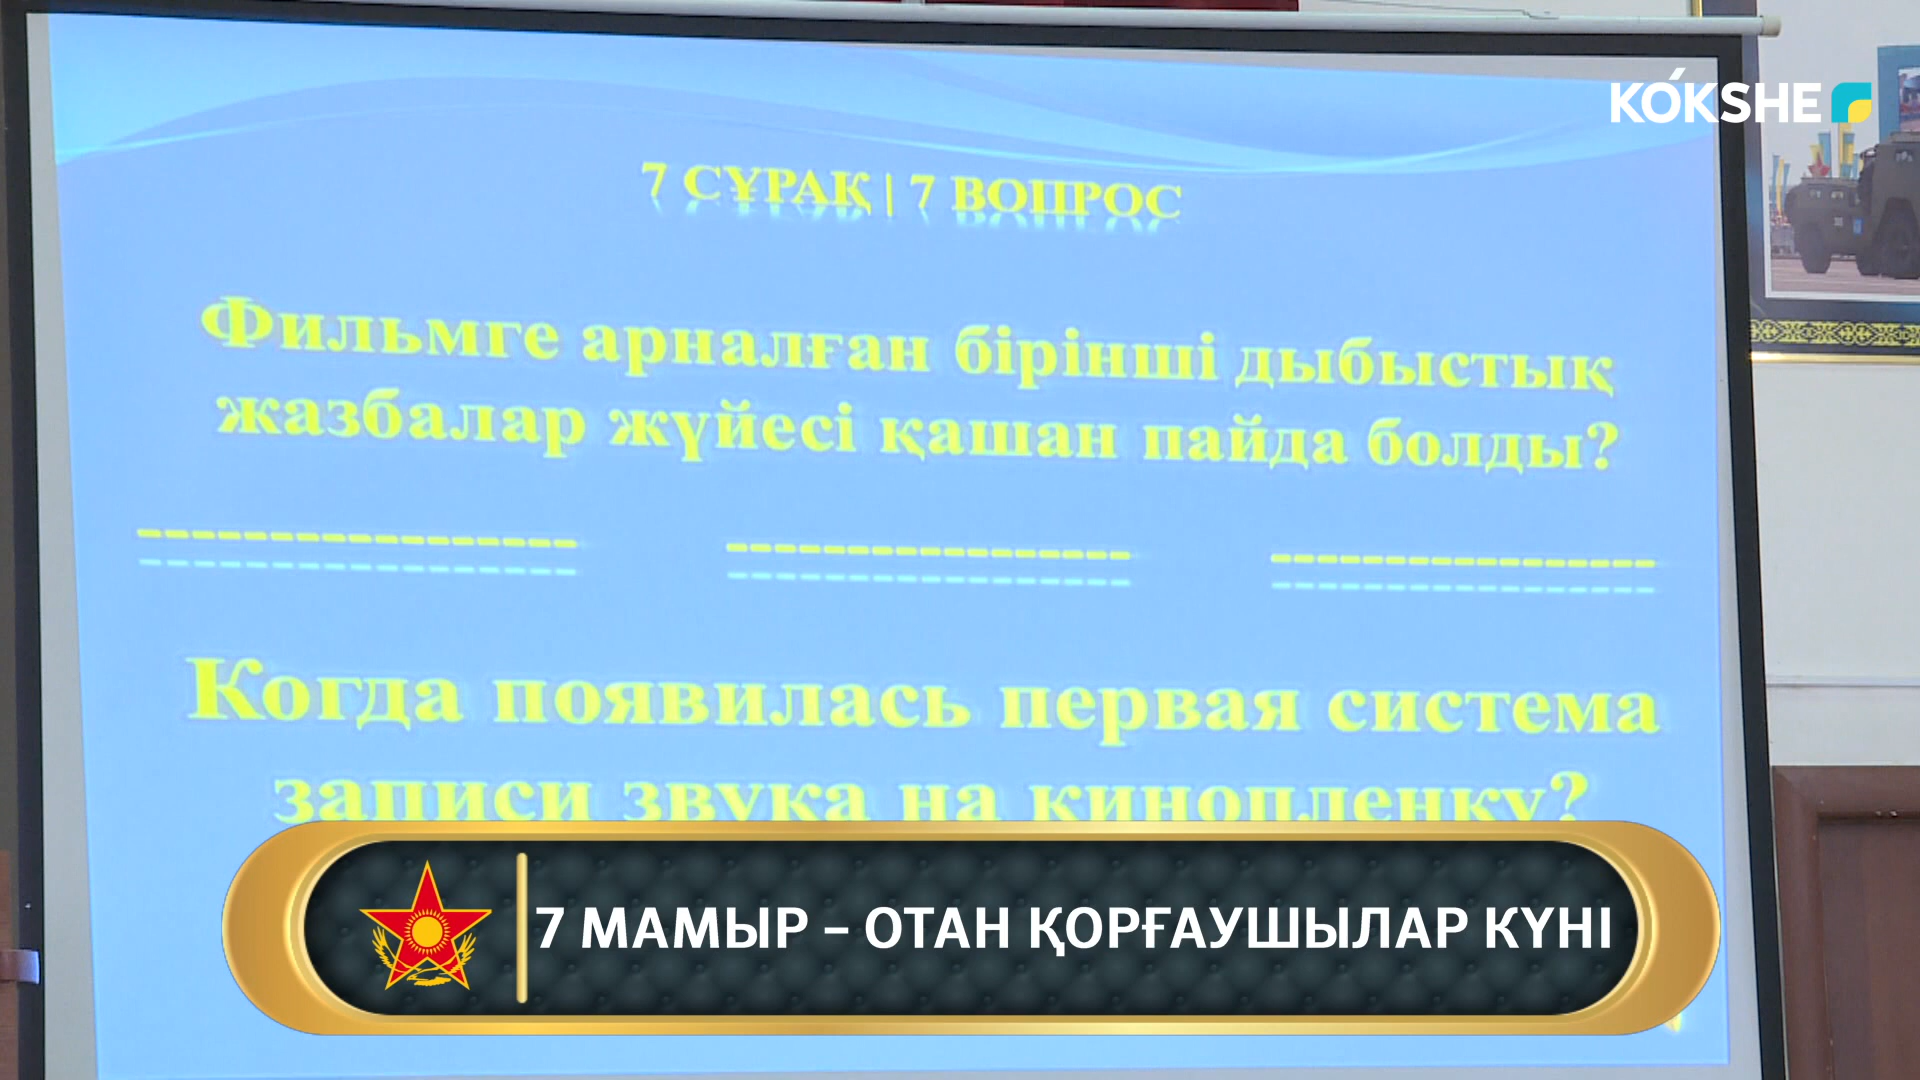 KÓKSHE
7 СҰРАҚ | 7 ВОПРОС
Фильмге арналған бірінші дыбыстық
жазбалар жүйесі қашан пайда болды?
Когда появилась первая система
записи звука на кинопленку?
7 МАМЫР – ОТАН ҚОРҒАУШЫЛАР КҮНІ